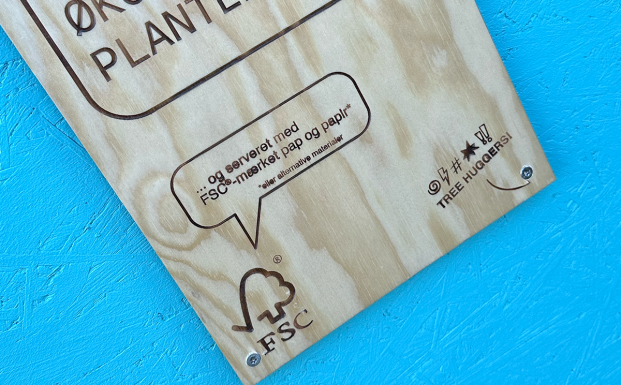 PLANTE
... og serveret med
FSC®-mærket pap og papir*
*eller alternative materialer
#*!!
TREE HUGGERS!
®
FSC